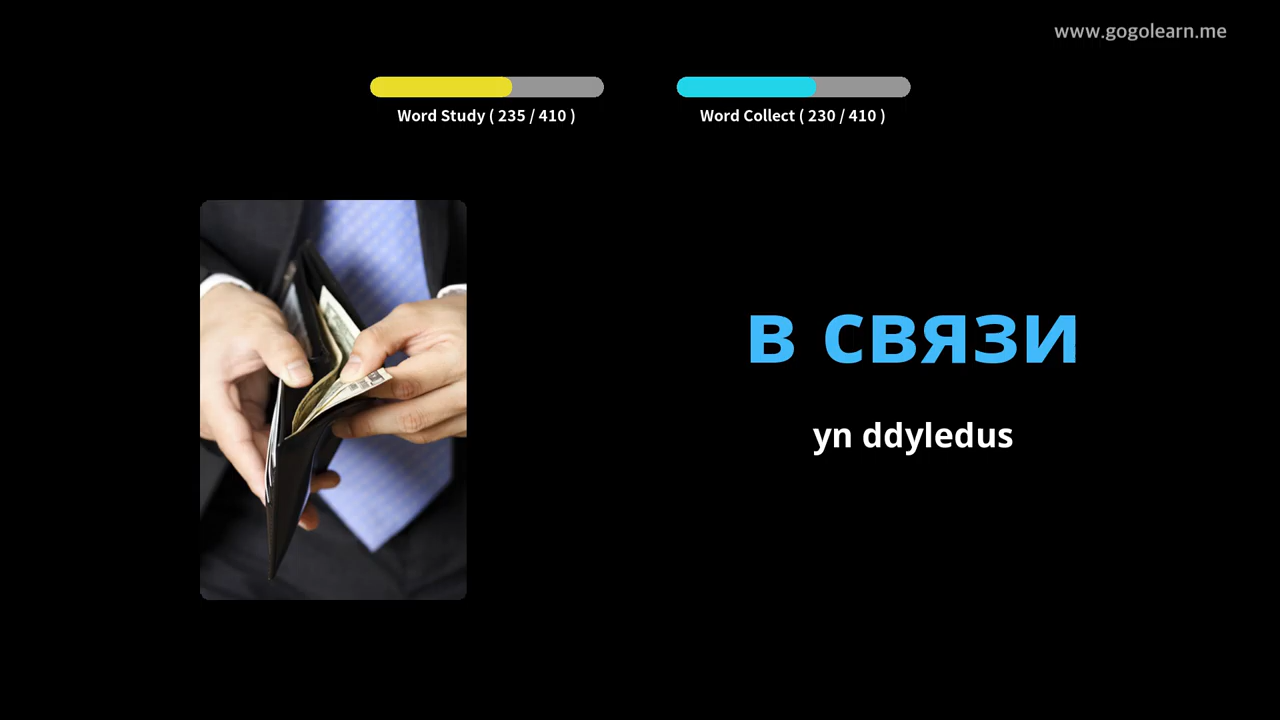 www.gogolearn.me
Word Study ( 235 / 410 )
Word Collect ( 230 / 410 )
в связи
yn ddyledus